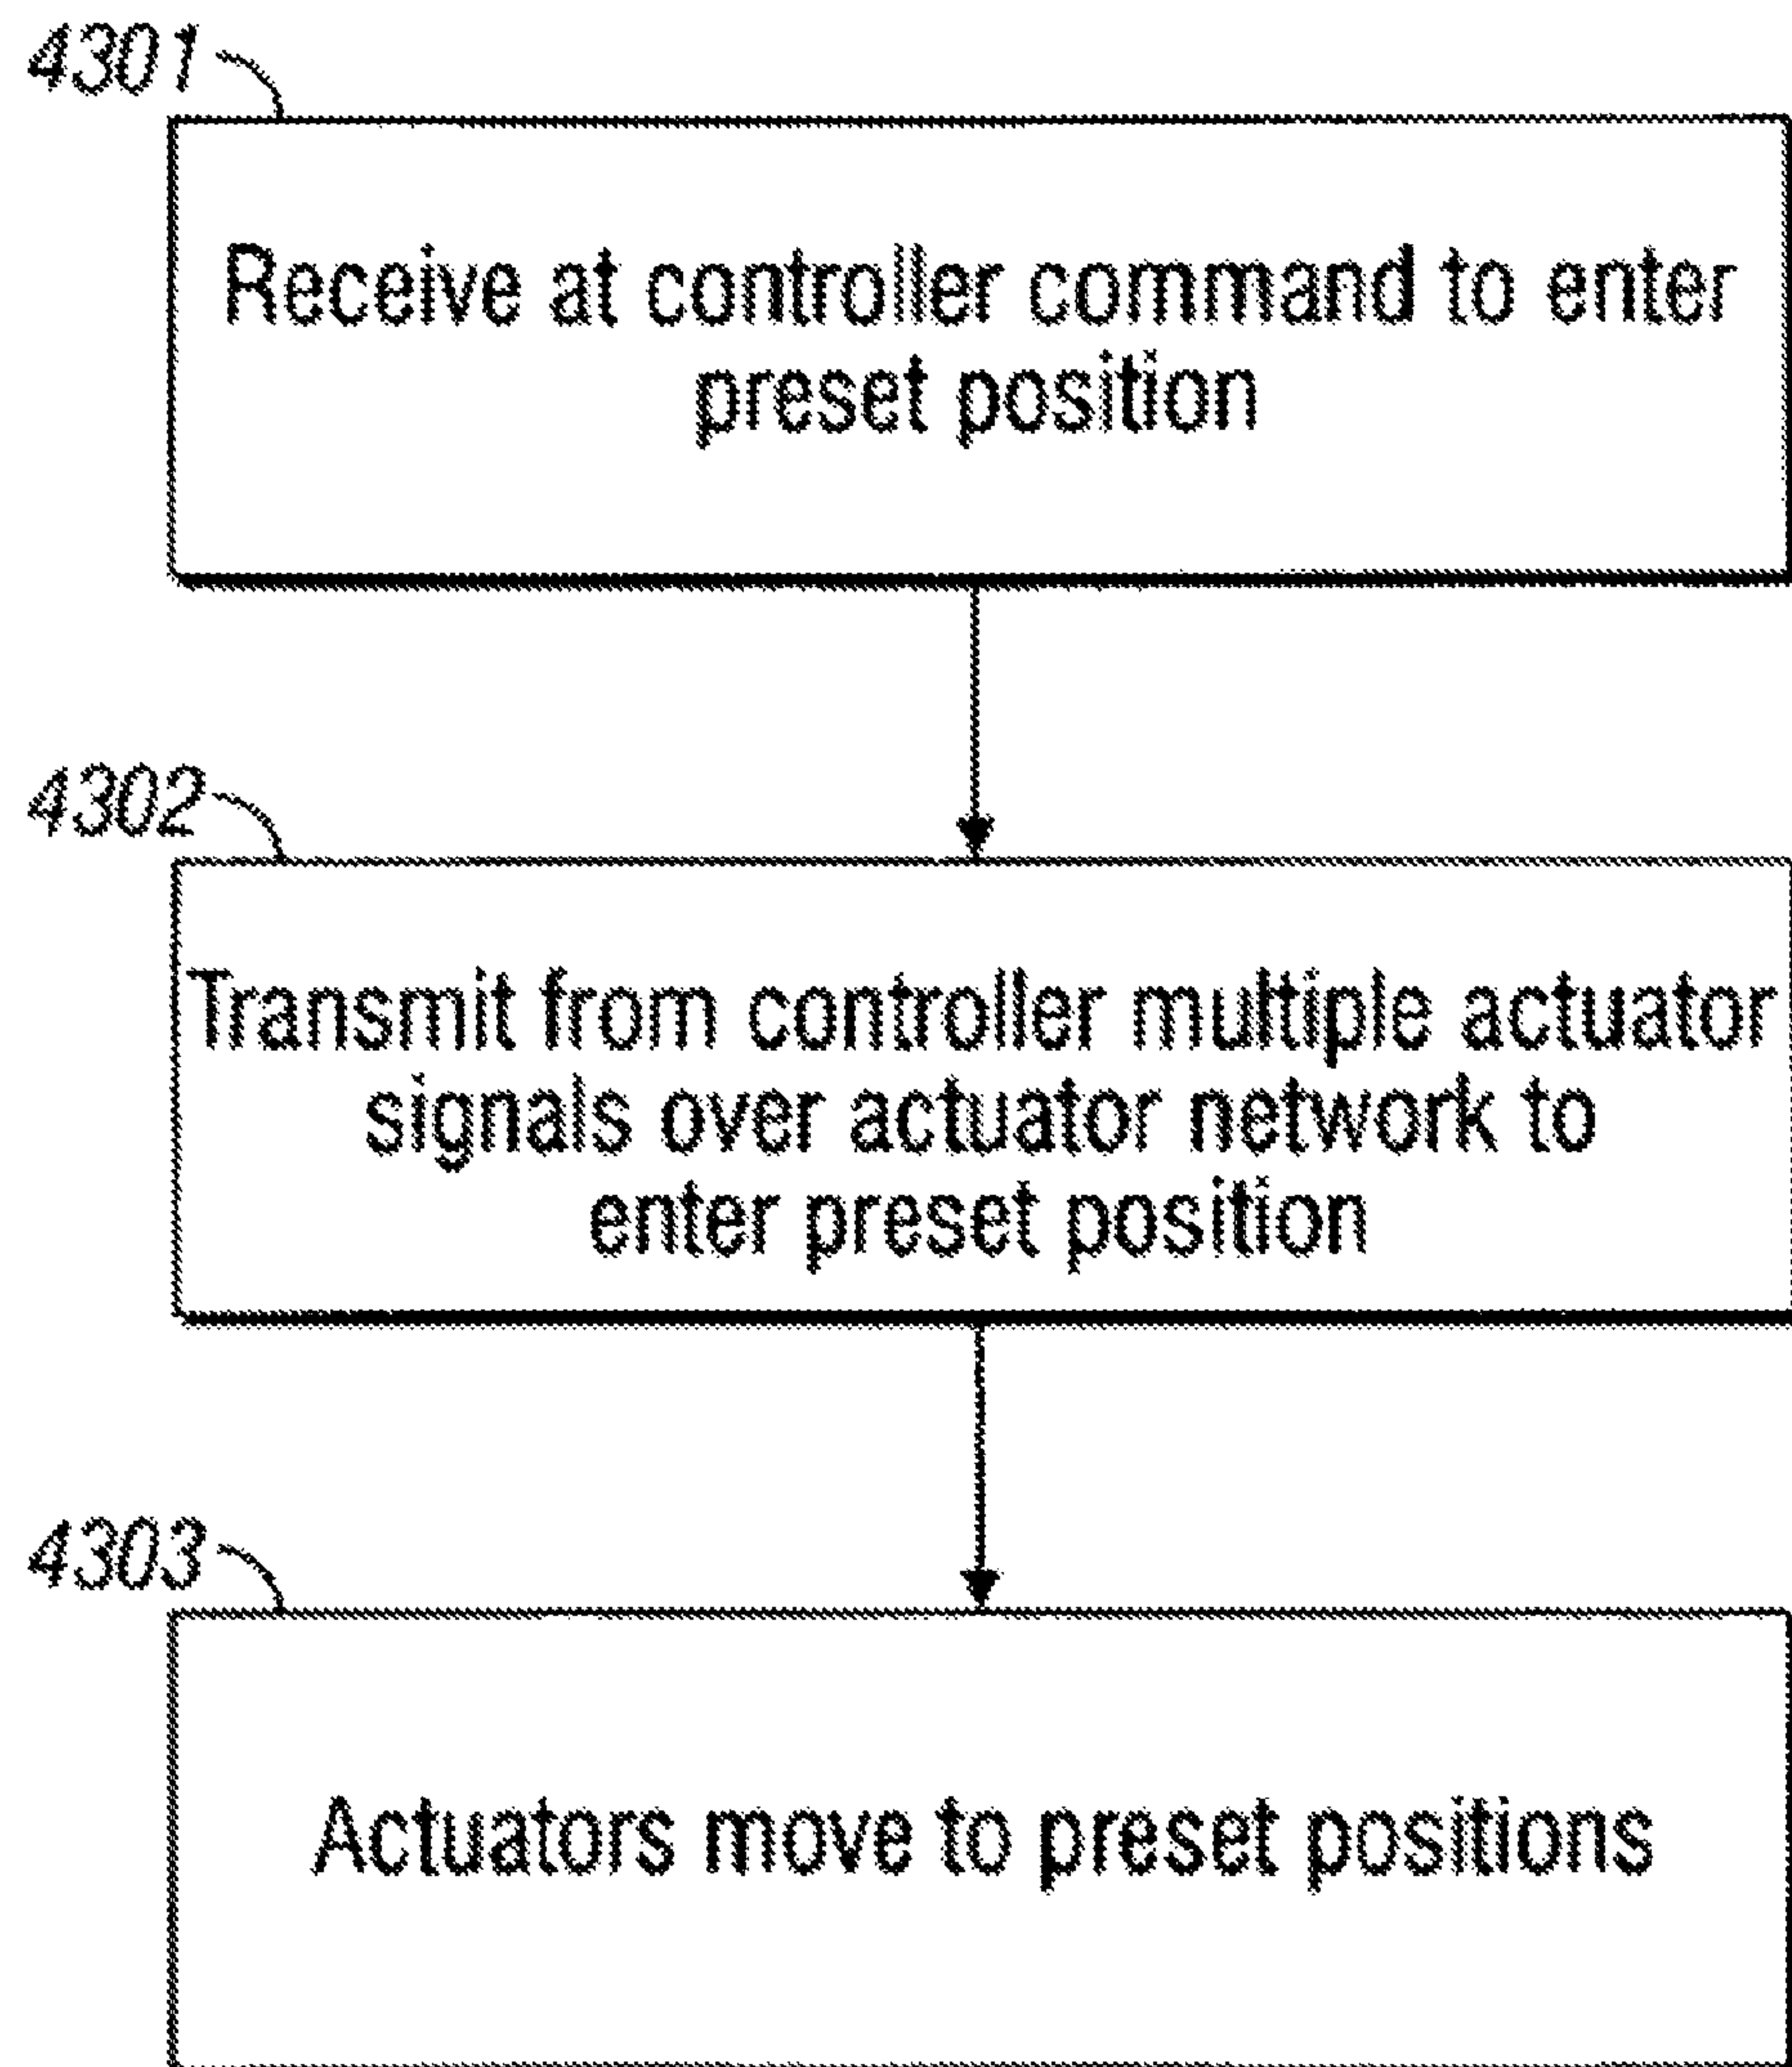 4301
Receive at controller command to enter
preset position
4302
Transmit from controller multiple actuator
signals over actuator network to
enter preset position
4303
Actuators move to preset positions